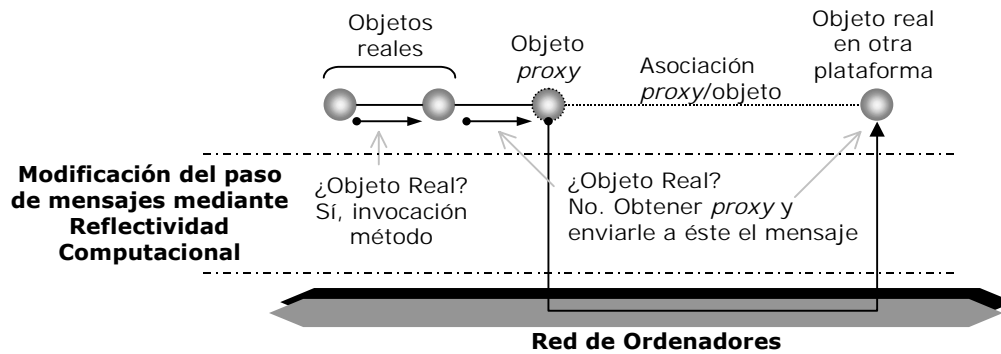 Objetos
reales
Objeto
proxy
Asociación
proxy/objeto
Objeto real
en otra
plataforma
Modificación del paso
de mensajes mediante
Reflectividad
Computacional
¿Objeto Real?
Sí, invocación
método
¿Objeto Real?
No. Obtener proxy y
enviarle a éste el mensaje
Red de Ordenadores